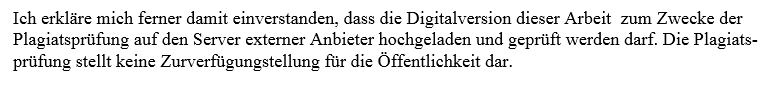 Ich erkläre mich ferner damit einverstanden, dass die Digitalversion dieser Arbeit  zum Zwecke der
Plagiatsprüfung auf den Server externer Anbieter hochgeladen und geprüft werden darf. Die Plagiats-
prüfung stellt keine Zurverfügungstellung für die Öffentlichkeit dar.